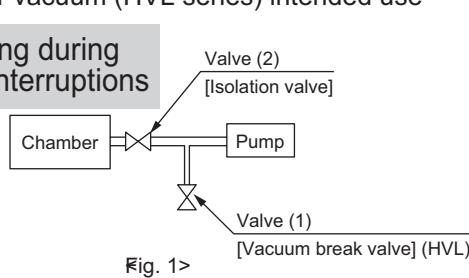 vacuum (HVL series) intended use
ng during
nterruptions
Valve (2)
[Isolation valve]
Chamber
Pump
Valve (1)
[Vacuum break valve] (HVL)
Fig. 1>